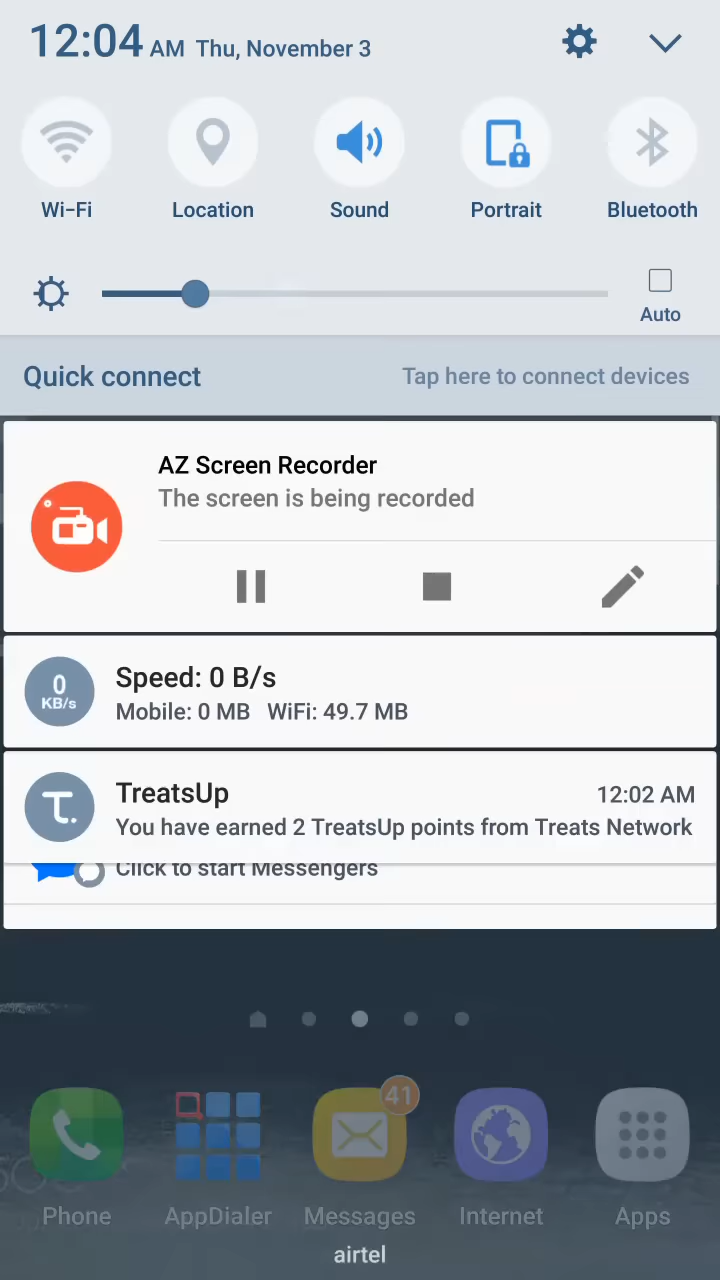 12:04 AM Thu, November 3
Wi-Fi Location Sound Portrait Bluetooth
Auto
Quick connect Tap here to connect devices
AZ Screen Recorder
The screen is being recorded
0 KB/s
Speed: 0 B/s
Mobile: 0 MB WiFi: 49.7 MB
T.
TreatsUp 12:02 AM
You have earned 2 TreatsUp points from Treats Network
Click to start Messengers
41
Phone AppDialer Messages Internet Apps
airtel